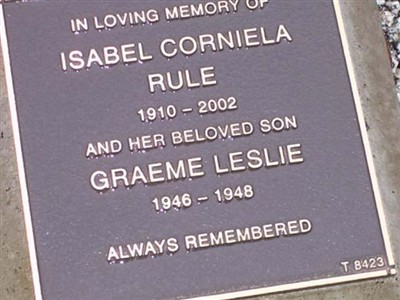 IN LOVING MEMORY OF
ISABEL CORNIELA
RULE
1910 - 2002
AND HER BELOVED SON
GRAEME LESLIE
1946 - 1948
ALWAYS REMEMBERED
T 8423